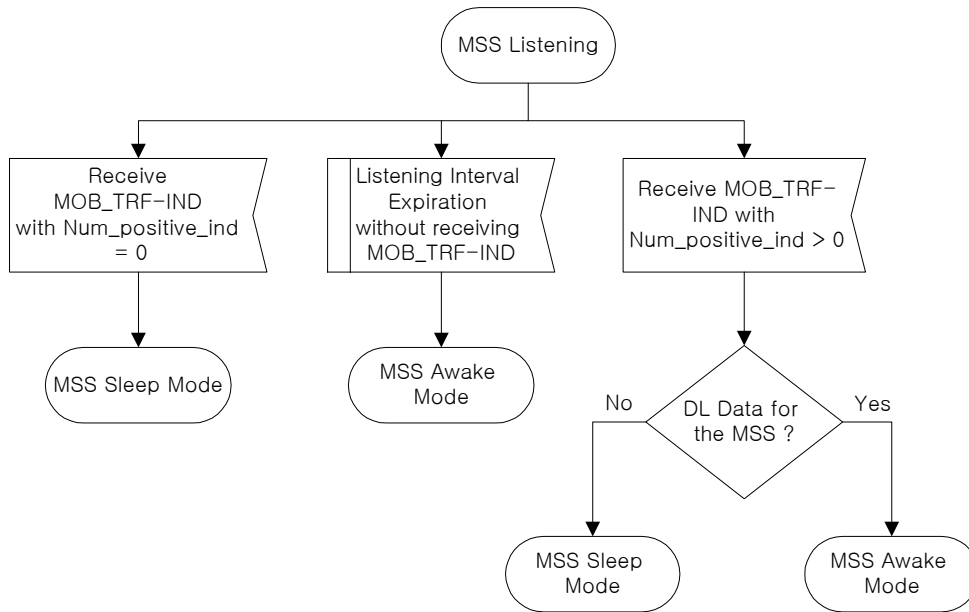 MSS Listening
Receive
MOB_TRF-IND
with Num_positive_ind
= 0
Listening Interval
Expiration
without receiving
MOB_TRF-IND
Receive MOB_TRF-
IND with
Num_positive_ind > 0
MSS Sleep Mode
MSS Awake
Mode
No
DL Data for
the MSS ?
Yes
MSS Sleep
Mode
MSS Awake
Mode